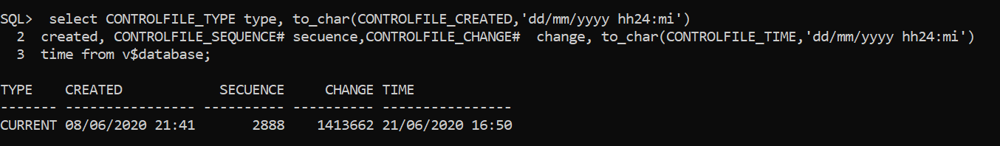 SQL>  select CONTROLFILE_TYPE type, to_char(CONTROLFILE_CREATED,'dd/mm/yyyy hh24:mi')
  2  created, CONTROLFILE_SEQUENCE# secuence,CONTROLFILE_CHANGE#  change, to_char(CONTROLFILE_TIME,'dd/mm/yyyy hh24:mi')
  3  time from v$database;
TYPE    CREATED            SECUENCE     CHANGE TIME
------- ---------------- ---------- ---------- ----------------
CURRENT 08/06/2020 21:41       2888    1413662 21/06/2020 16:50